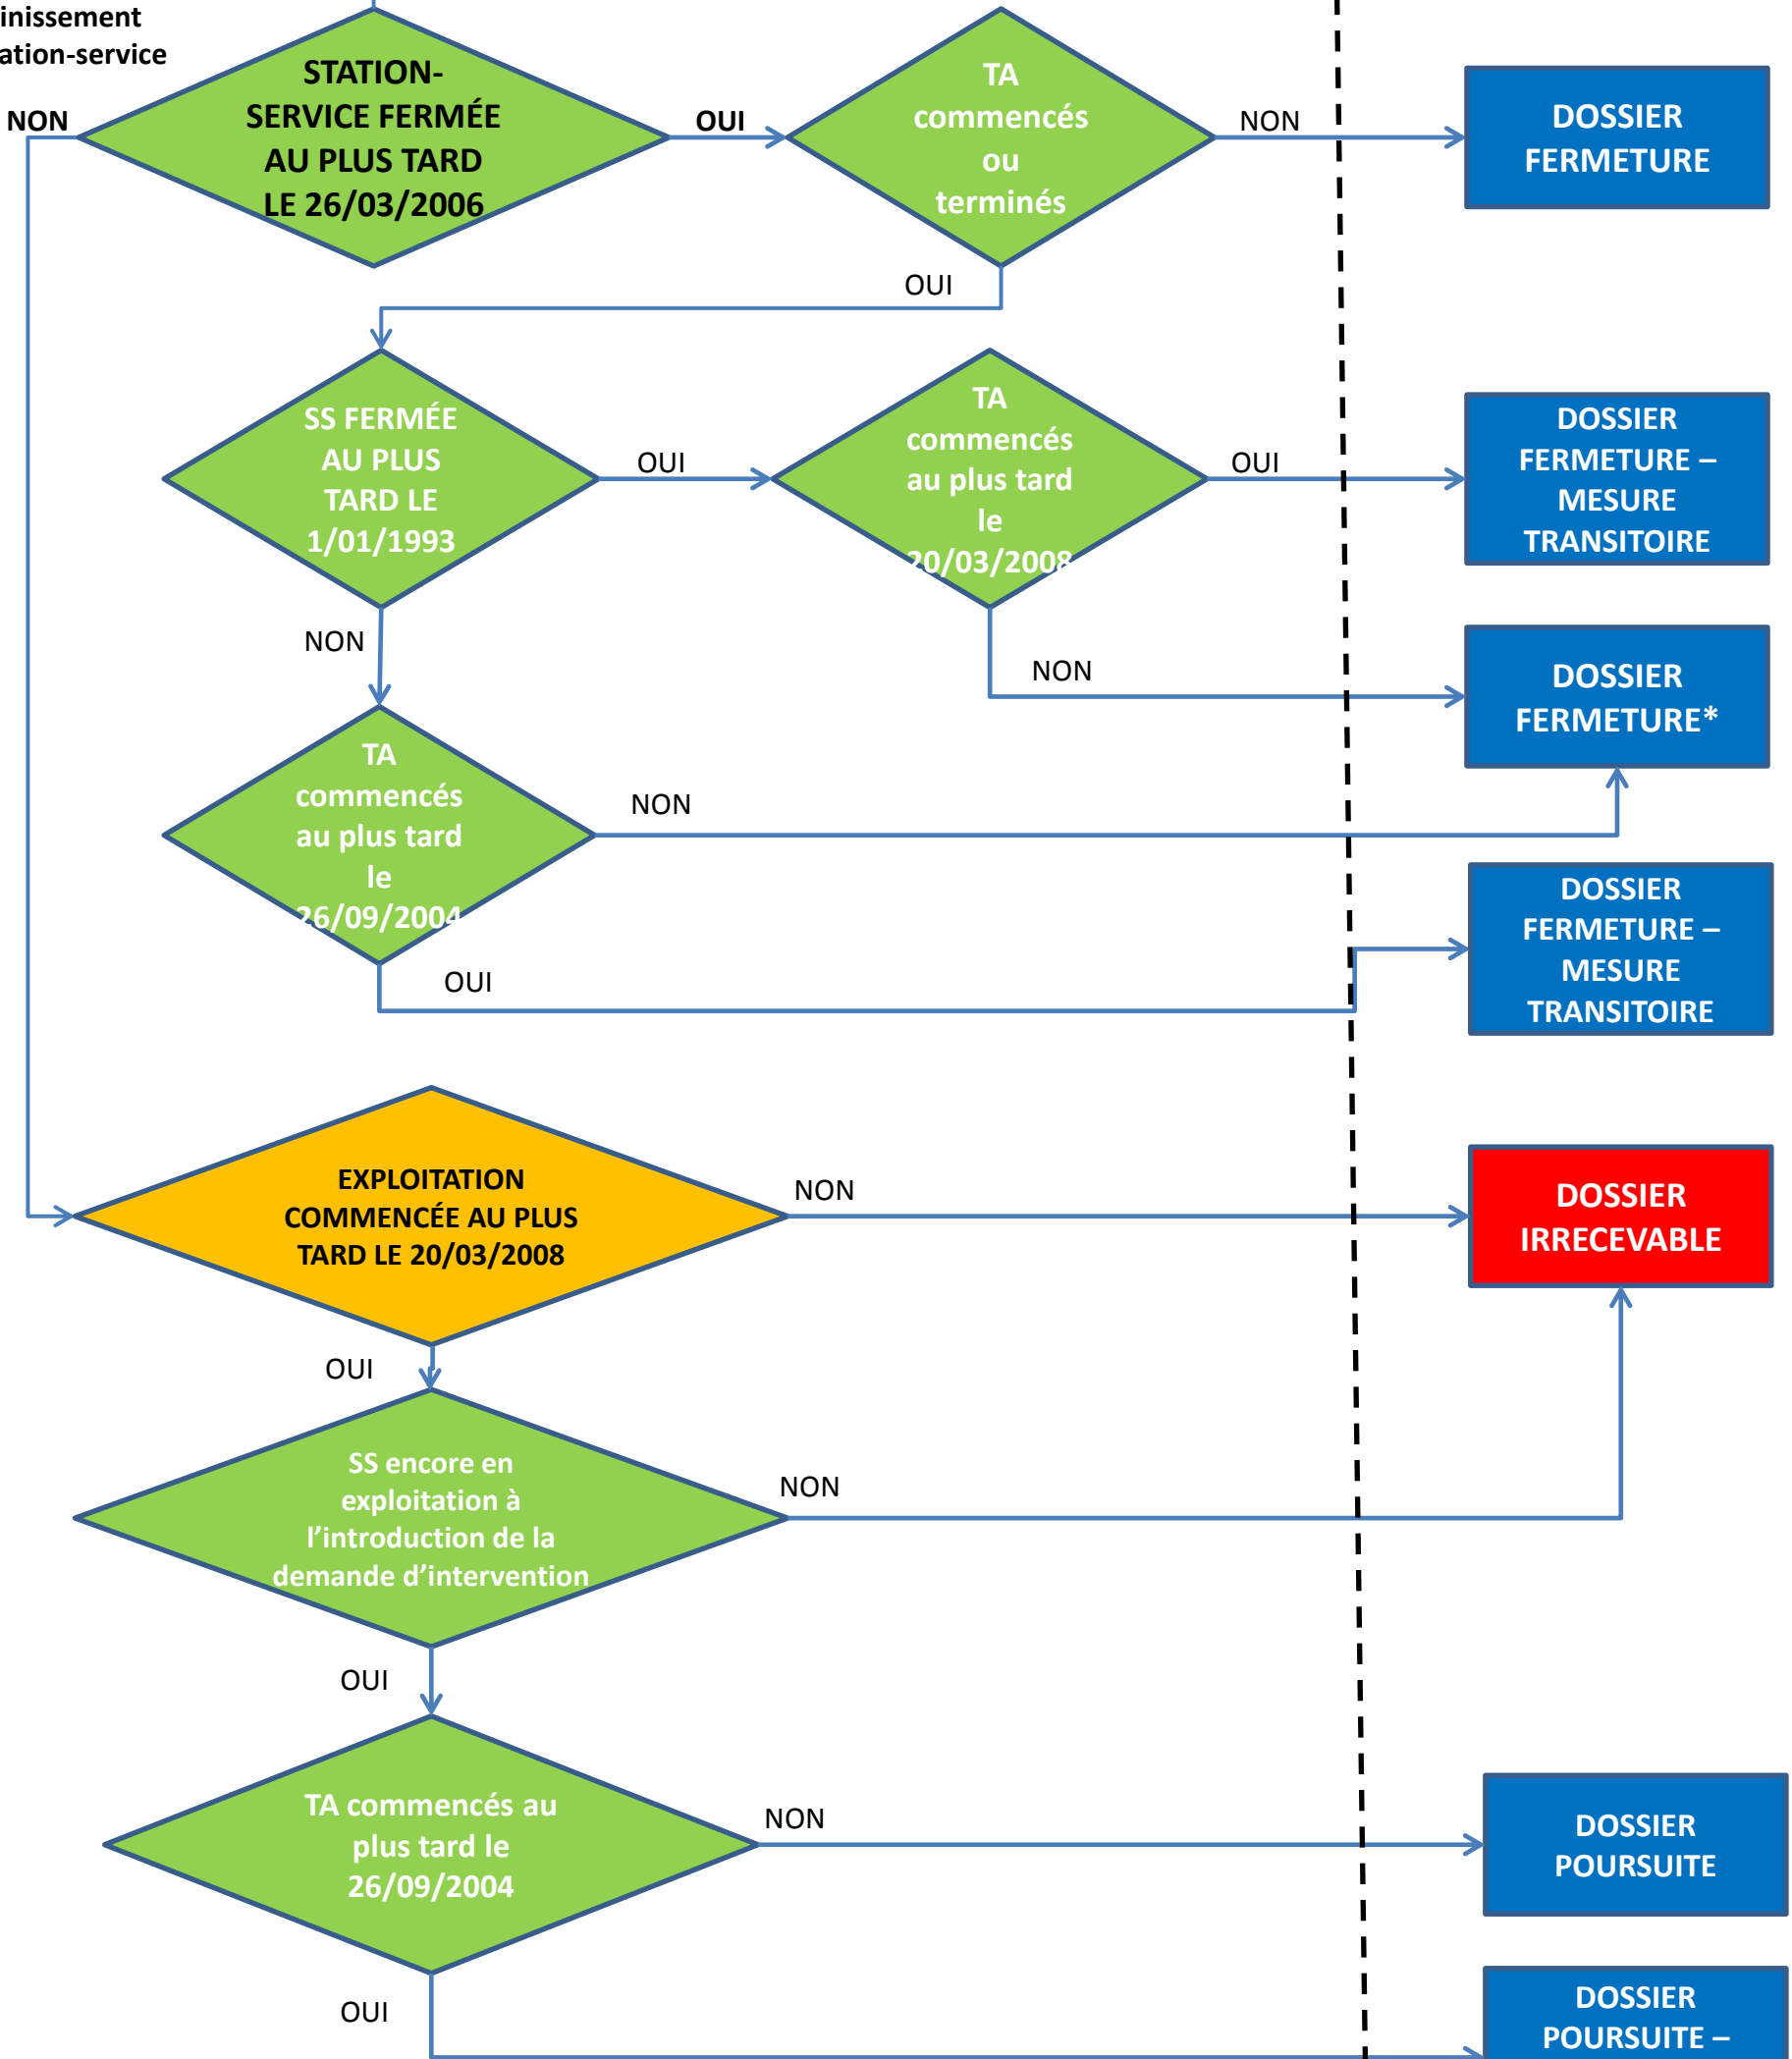 ation-service
STATION-
SERVICE FERMÉE
AU PLUS TARD
LE 26/03/2006
NON
OUI
TA
commencés
ou
terminés
NON
DOSSIER
FERMETURE
OUI
SS FERMÉE
AU PLUS
TARD LE
1/01/1993
OUI
TA
commencés
au plus tard
le
20/03/2008
OUI
DOSSIER
FERMETURE –
MESURE
TRANSITOIRE
NON
NON
DOSSIER
FERMETURE*
TA
commencés
au plus tard
le
26/09/2004
NON
OUI
DOSSIER
FERMETURE –
MESURE
TRANSITOIRE
EXPLOITATION
COMMENCÉE AU PLUS
TARD LE 20/03/2008
NON
DOSSIER
IRRECEVABLE
OUI
SS encore en
exploitation à
l’introduction de la
demande d’intervention
NON
OUI
TA commencés au
plus tard le
26/09/2004
NON
DOSSIER
POURSUITE
OUI
DOSSIER
POURSUITE –